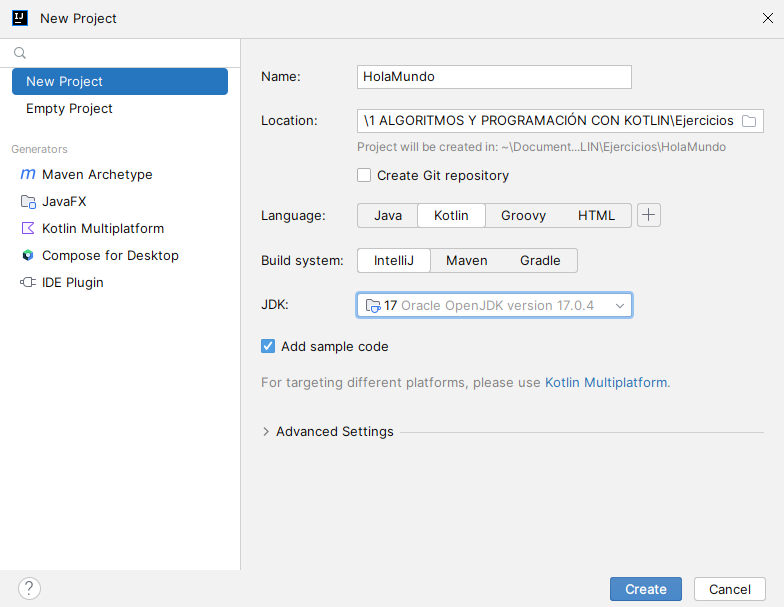 New Project
New Project
Empty Project
Generators
Maven Archetype
JavaFX
Kotlin Multiplatform
Compose for Desktop
IDE Plugin
Name: HolaMundo
Location: \1 ALGORITMOS Y PROGRAMACIÓN CON KOTLIN\Ejercicios
Project will be created in: ~\Document...LIN\Ejercicios\HolaMundo
Create Git repository
Language: Java Kotlin Groovy HTML +
Build system: IntelliJ Maven Gradle
JDK: 17 Oracle OpenJDK version 17.0.4
Add sample code
For targeting different platforms, please use Kotlin Multiplatform.
Advanced Settings
? Create Cancel